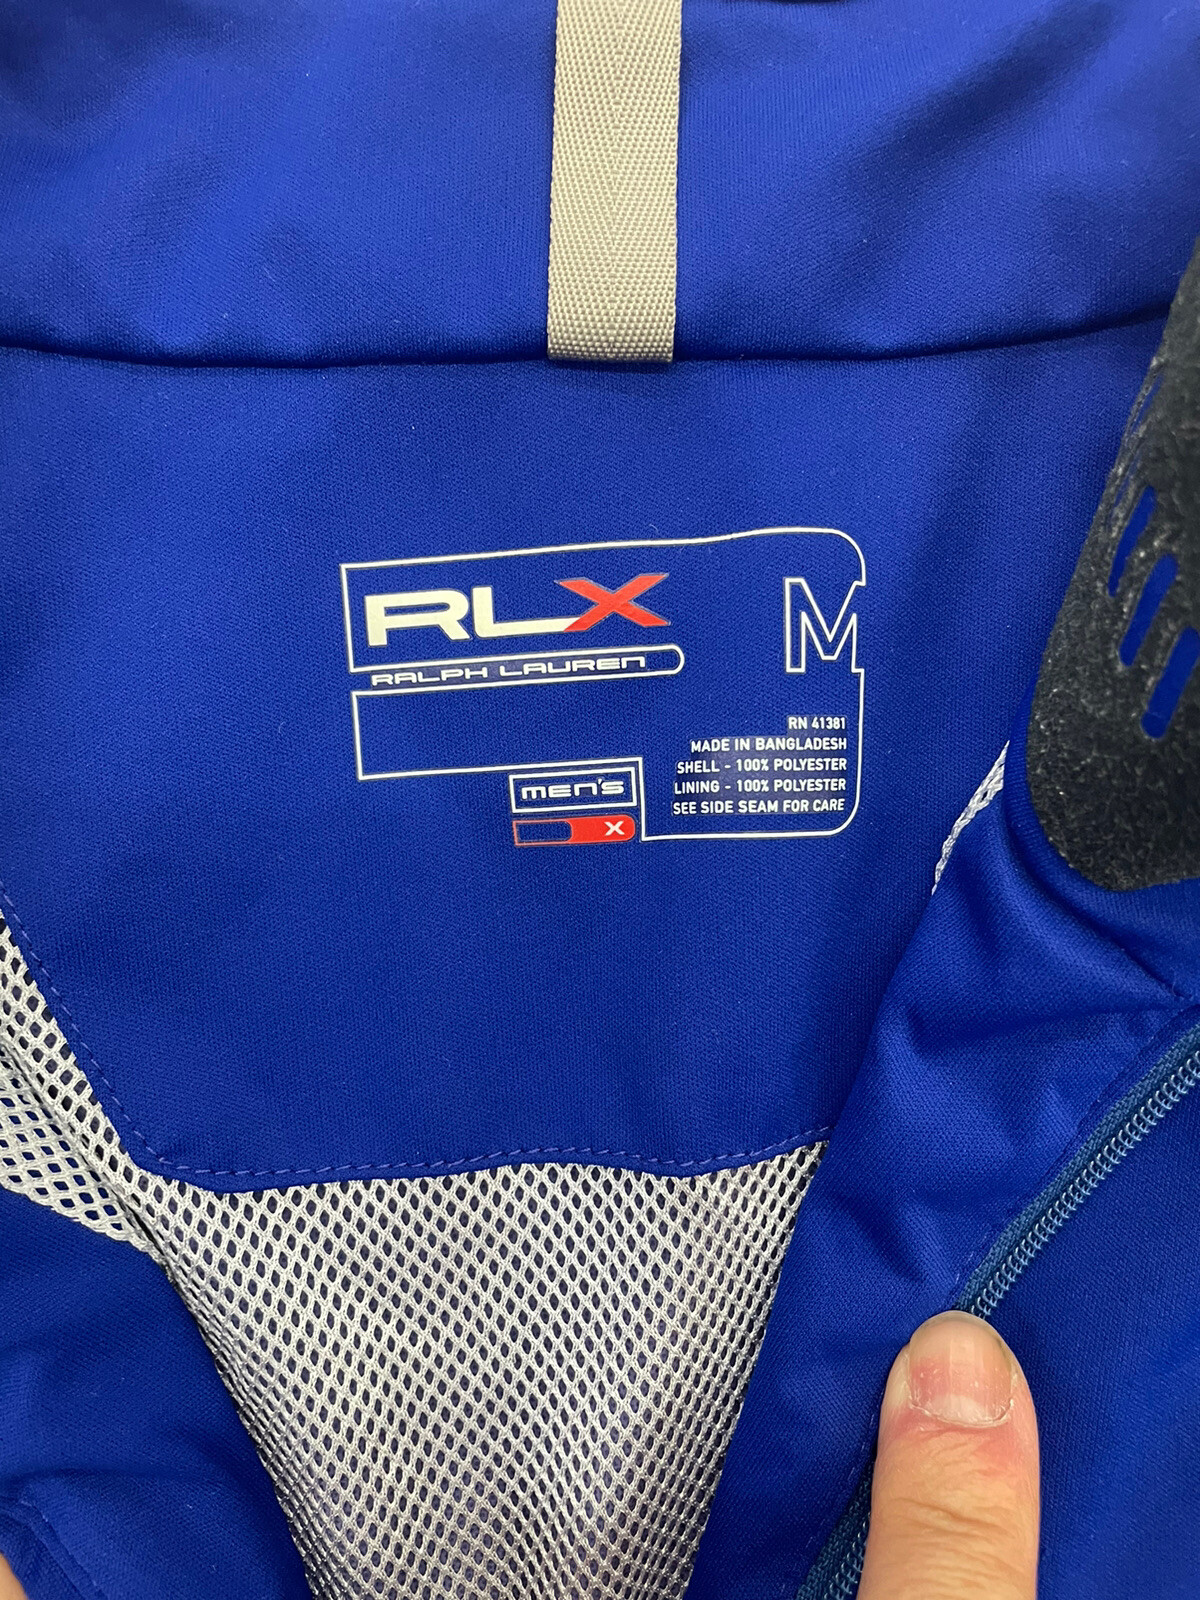 RLX
RALPH LAUREN
M
RN 41381
MADE IN BANGLADESH
SHELL - 100% POLYESTER
LINING - 100% POLYESTER
SEE SIDE SEAM FOR CARE
men's
X